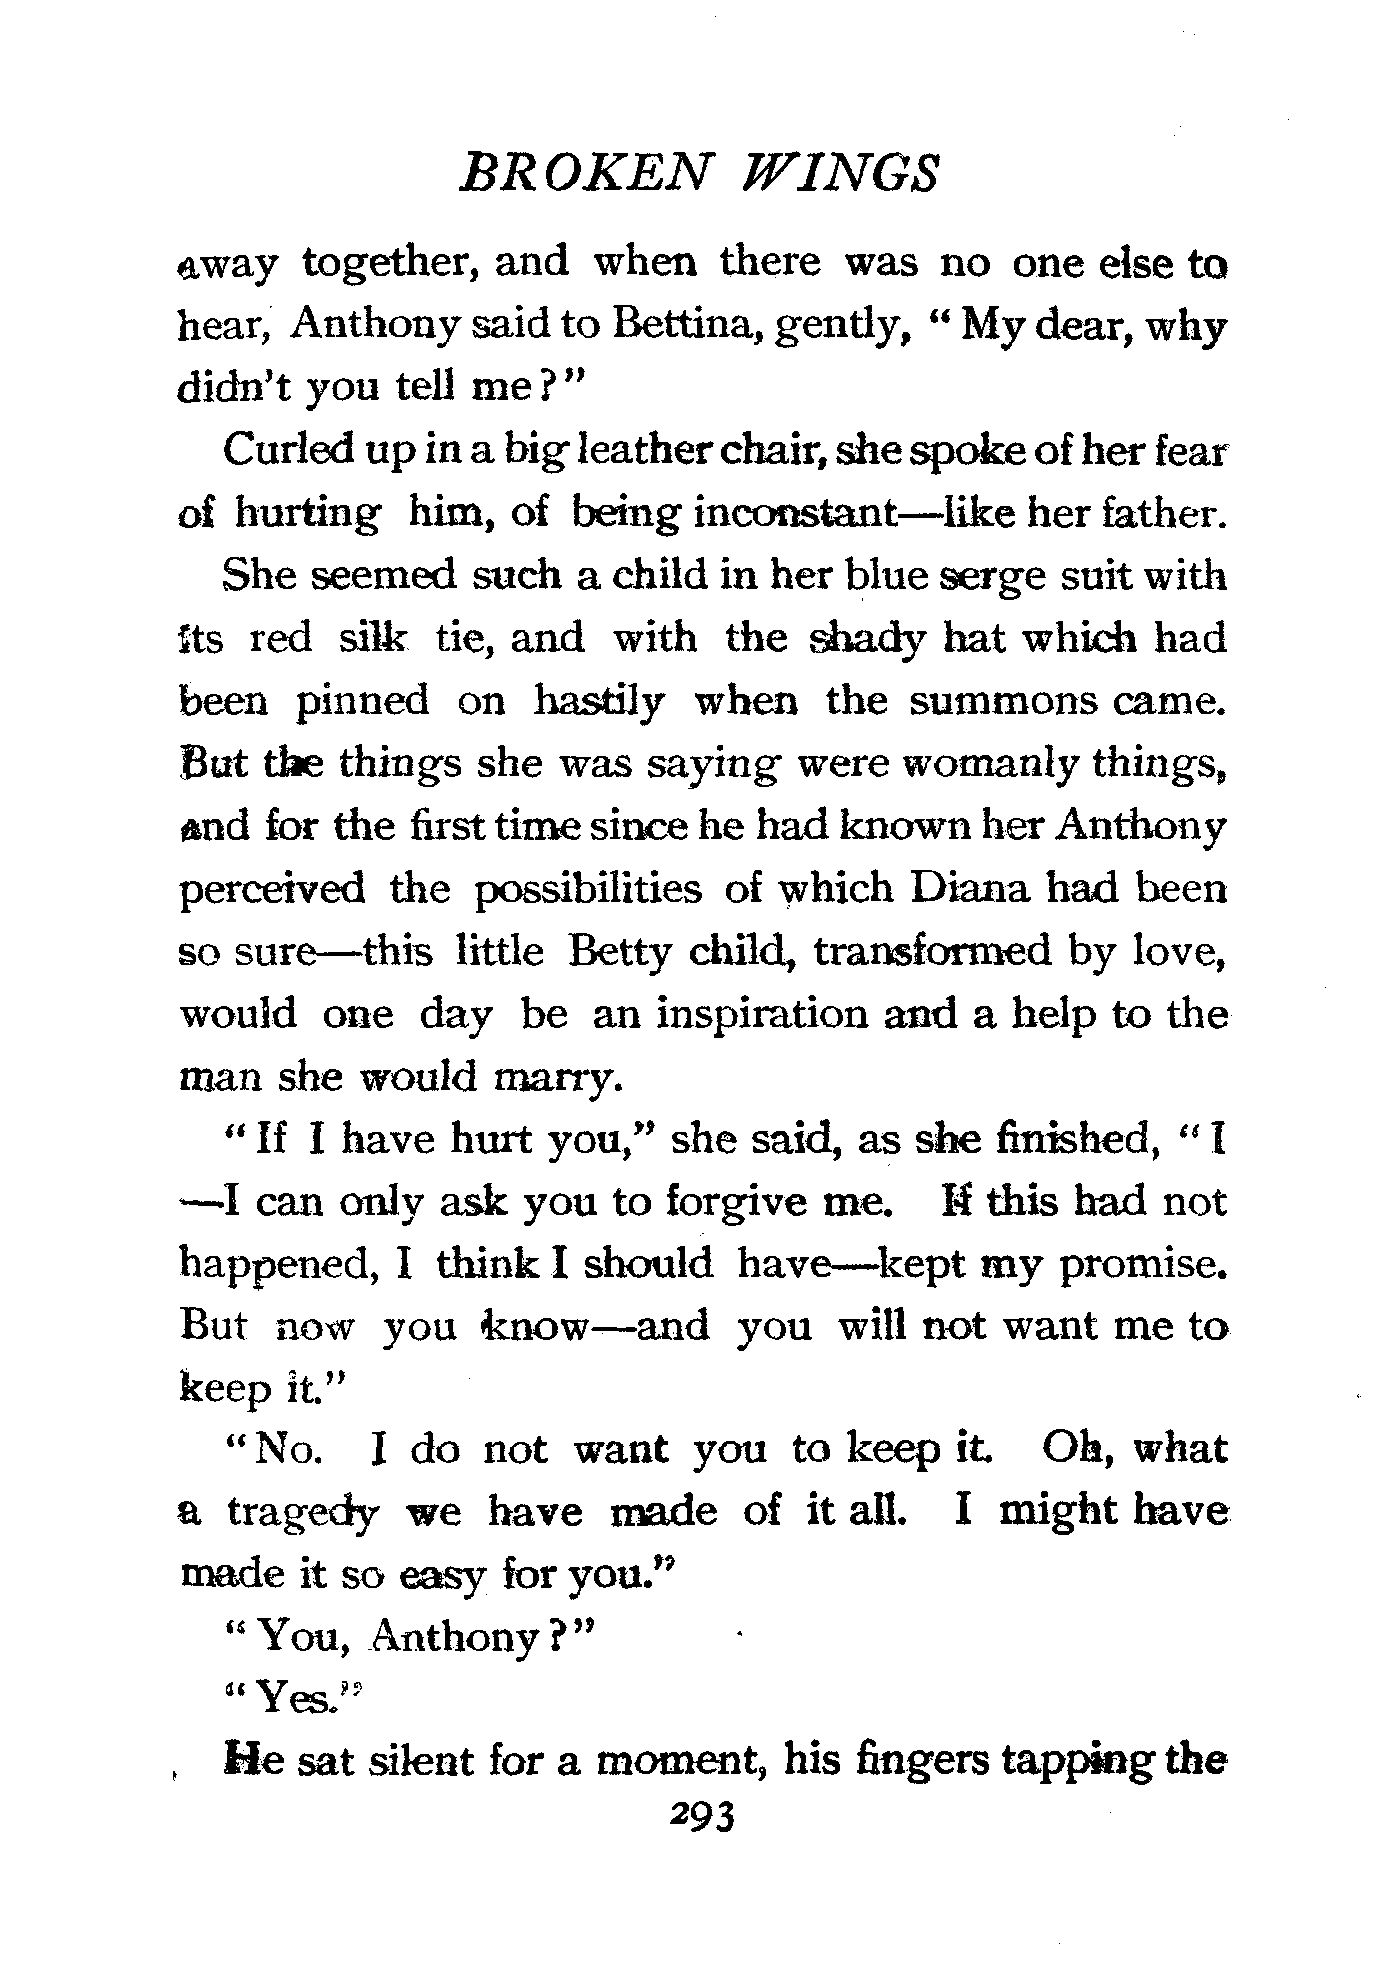 BROKEN WINGS
away together, and when there was no one else to
hear, Anthony said to Bettina, gently, “ My dear, why
didn't you tell me?”
Curled up in a big leather chair, she spoke of her fear
of hurting him, of being inconstant—like her father.
She seemed such a child in her blue serge suit with
its red silk tie, and with the shady hat which had
been pinned on hastily when the summons came.
But the things she was saying were womanly things,
and for the first time since he had known her Anthony
perceived the possibilities of which Diana had been
so sure—this little Betty child, transformed by love,
would one day be an inspiration and a help to the
man she would marry.
“ If I have hurt you,” she said, as she finished, “ I
—I can only ask you to forgive me. If this had not
happened, I think I should have—kept my promise.
But now you know—and you will not want me to
keep it.”
“ No. I do not want you to keep it. Oh, what
a tragedy we have made of it all. I might have
made it so easy for you.”
“ You, Anthony ?”
“ Yes.”
He sat silent for a moment, his fingers tapping the
293